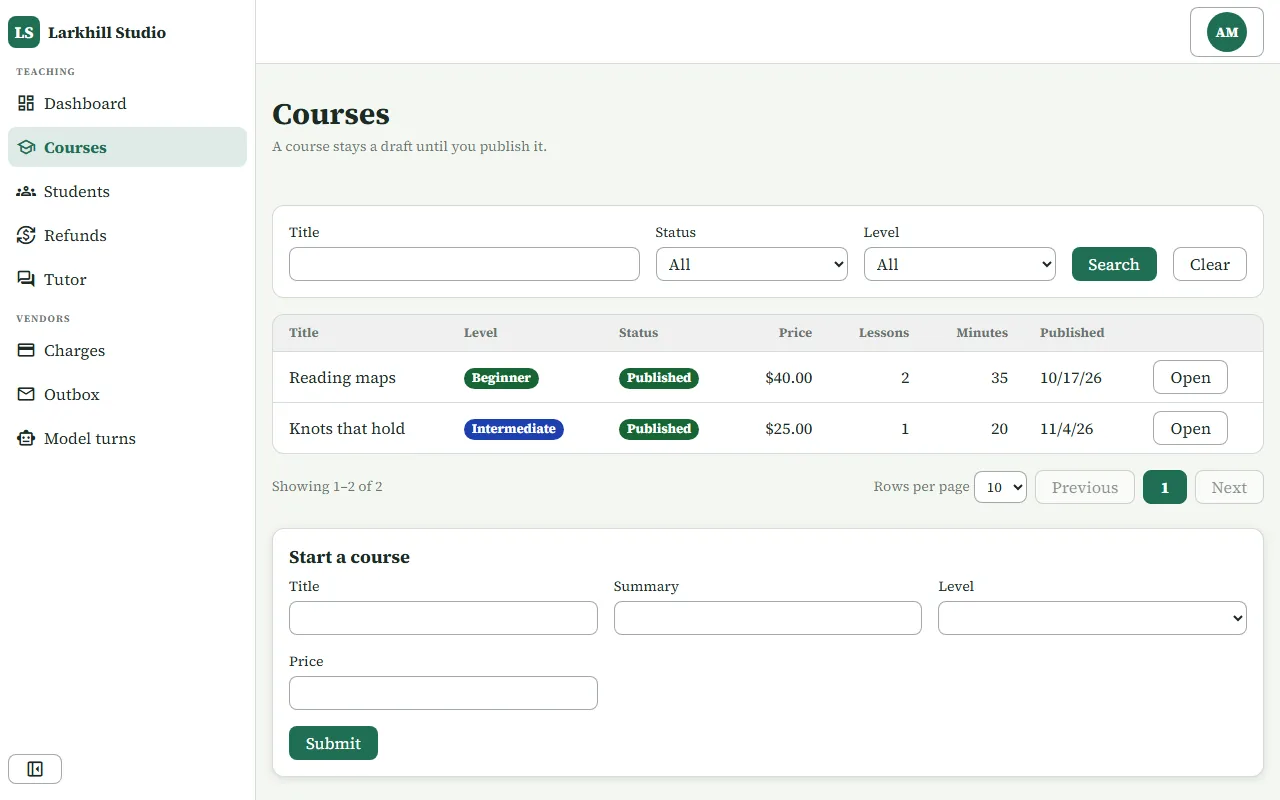 LS Larkhill Studio
AM
TEACHING
Dashboard
Courses
Students
Refunds
Tutor
VENDORS
Charges
Outbox
Model turns
Courses
A course stays a draft until you publish it.
Title Status Level
All All Search Clear
Title Level Status Price Lessons Minutes Published
Reading maps Beginner Published $40.00 2 35 10/17/26 Open
Knots that hold Intermediate Published $25.00 1 20 11/4/26 Open
Showing 1–2 of 2 Rows per page 10 Previous 1 Next
Start a course
Title Summary Level
Price
Submit